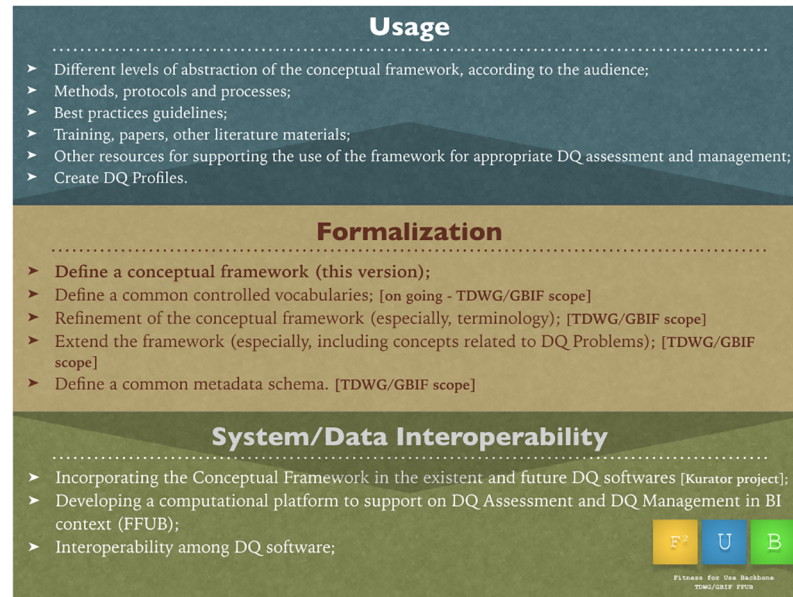 Usage
➤ Different levels of abstraction of the conceptual framework, according to the audience;
➤ Methods, protocols and processes;
➤ Best practices guidelines;
➤ Training, papers, other literature materials;
➤ Other resources for supporting the use of the framework for appropriate DQ assessment and management;
➤ Create DQ Profiles.
Formalization
➤ Define a conceptual framework (this version);
➤ Define a common controlled vocabularies; [on going - TDWG/GBIF scope]
➤ Refinement of the conceptual framework (especially, terminology); [TDWG/GBIF scope]
➤ Extend the framework (especially, including concepts related to DQ Problems); [TDWG/GBIF
scope]
➤ Define a common metadata schema. [TDWG/GBIF scope]
System/Data Interoperability
➤ Incorporating the Conceptual Framework in the existent and future DQ softwares [Kurator project];
➤ Developing a computational platform to support on DQ Assessment and DQ Management in BI
context (FFUB);
➤ Interoperability among DQ software;
F² U B
Fitness for Use Backbone
TDWG/GBIF FFUB